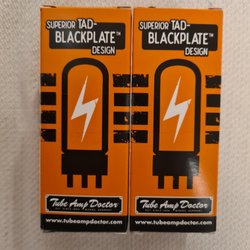 SUPERIOR TAD-
BLACKPLATE™
DESIGN
Tube Amp Doctor
www.tubeampdoctor.com
SUPERIOR TAD-
BLACKPLATE™
DESIGN
Tube Amp Doctor
www.tubeampdoctor.com